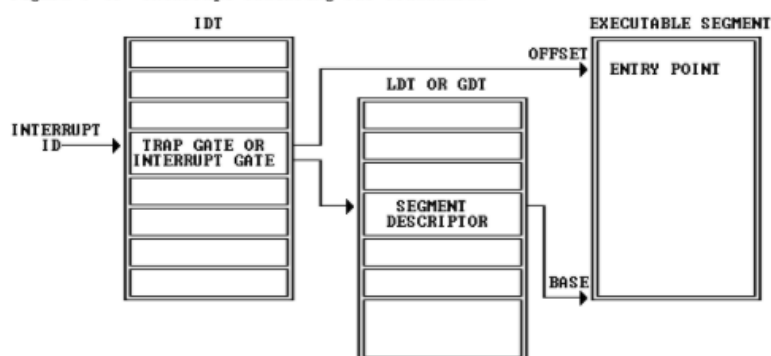 IDT
EXECUTABLE SEGMENT
OFFSET
ENTRY POINT
LDT OR GDT
INTERRUPT
ID
TRAP GATE OR
INTERRUPT GATE
SEGMENT
DESCRIPTOR
BASE